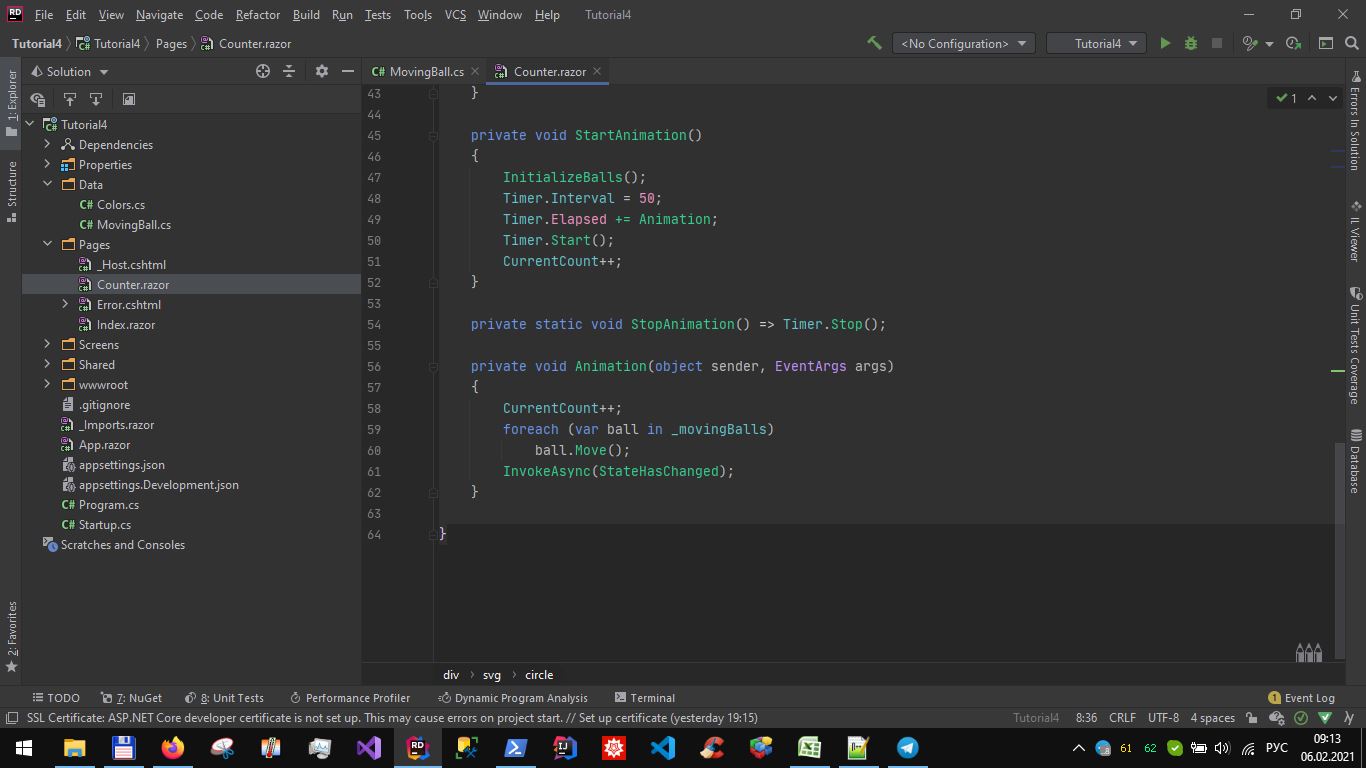 File Edit View Navigate Code Refactor Build Run Tests Tools VCS Window Help Tutorial4
Tutorial4 Tutorial4 Pages Counter.razor <No Configuration> Tutorial4
1: Explorer
Structure
2: Favorites
Solution
Tutorial4
Dependencies
Properties
Data
C# Colors.cs
C# MovingBall.cs
Pages
_Host.cshtml
Counter.razor
Error.cshtml
Index.razor
Screens
Shared
wwwroot
.gitignore
_Imports.razor
App.razor
appsettings.json
appsettings.Development.json
C# Program.cs
C# Startup.cs
Scratches and Consoles
C# MovingBall.cs Counter.razor
1
43 }
44
45 private void StartAnimation()
46 {
47 InitializeBalls();
48 Timer.Interval = 50;
49 Timer.Elapsed += Animation;
50 Timer.Start();
51 CurrentCount++;
52 }
53
54 private static void StopAnimation() => Timer.Stop();
55
56 private void Animation(object sender, EventArgs args)
57 {
58 CurrentCount++;
59 foreach (var ball in _movingBalls)
60 ball.Move();
61 InvokeAsync(StateHasChanged);
62 }
63
64 }
div svg circle
Errors In Solution
IL Viewer
Unit Tests Coverage
Database
TODO 7: NuGet 8: Unit Tests Performance Profiler Dynamic Program Analysis Terminal 1 Event Log
SSL Certificate: ASP.NET Core developer certificate is not set up. This may cause errors on project start. // Set up certificate (yesterday 19:15) Tutorial4 8:36 CRLF UTF-8 4 spaces
61 62 РУС 09:13
06.02.2021